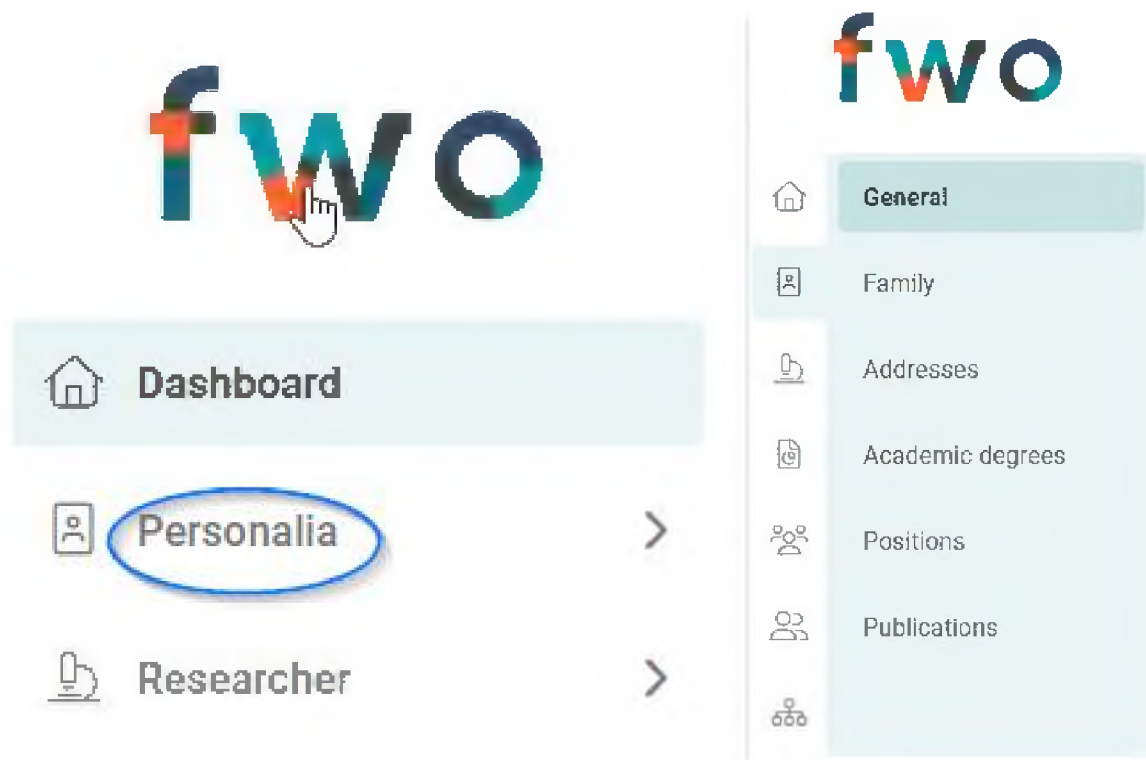 fwo
Dashboard
Personalia
Researcher
fwo
General
Family
Addresses
Academic degrees
Positions
Publications